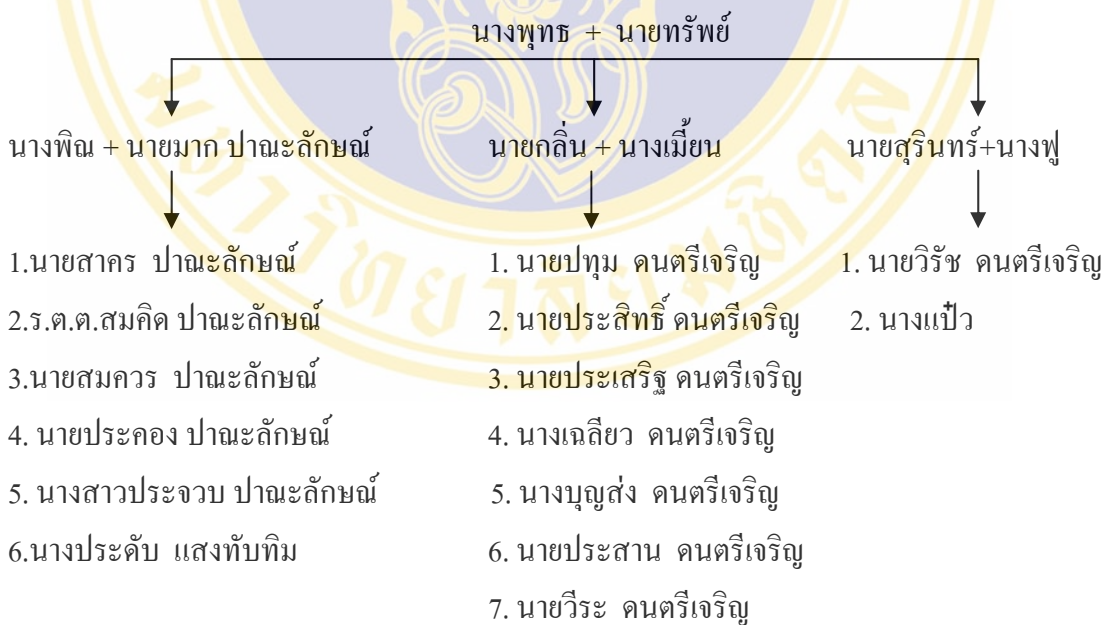 นางพุทธ + นายทรัพย์
นางพิณ + นายมาก ปาณะลักษณ์ นายกลิ่น + นางเมี้ยน นายสุรินทร์+นางฟู
1.นายสาคร ปาณะลักษณ์ 1. นายปทุม ดนตรีเจริญ 1. นายวิรัช ดนตรีเจริญ
2.ร.ต.ต.สมคิด ปาณะลักษณ์ 2. นายประสิทธิ์ ดนตรีเจริญ 2. นางแป๋ว
3.นายสมควร ปาณะลักษณ์ 3. นายประเสริฐ ดนตรีเจริญ
4. นายประคอง ปาณะลักษณ์ 4. นางเฉลียว ดนตรีเจริญ
5. นางสาวประจวบ ปาณะลักษณ์ 5. นางบุญส่ง ดนตรีเจริญ
6.นางประดับ แสงทับทิม 6. นายประสาน ดนตรีเจริญ
7. นายวีระ ดนตรีเจริญ
มหาวิทยาลัยมหิดล